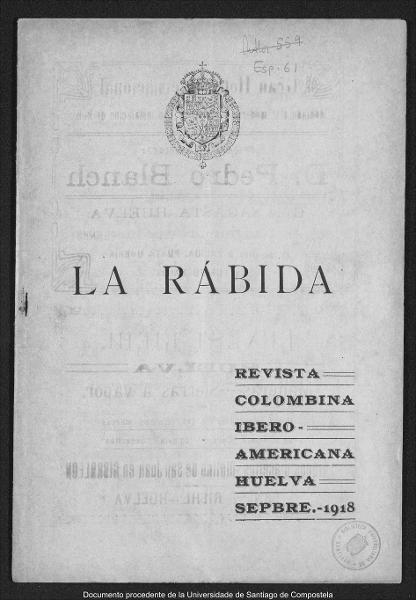 Esp-61
LA RÁBIDA
REVISTA
COLOMBINA
IBERO-
AMERICANA
HUELVA
SEPBRE.-1918
Documento procedente de la Universidade de Santiago de Compostela